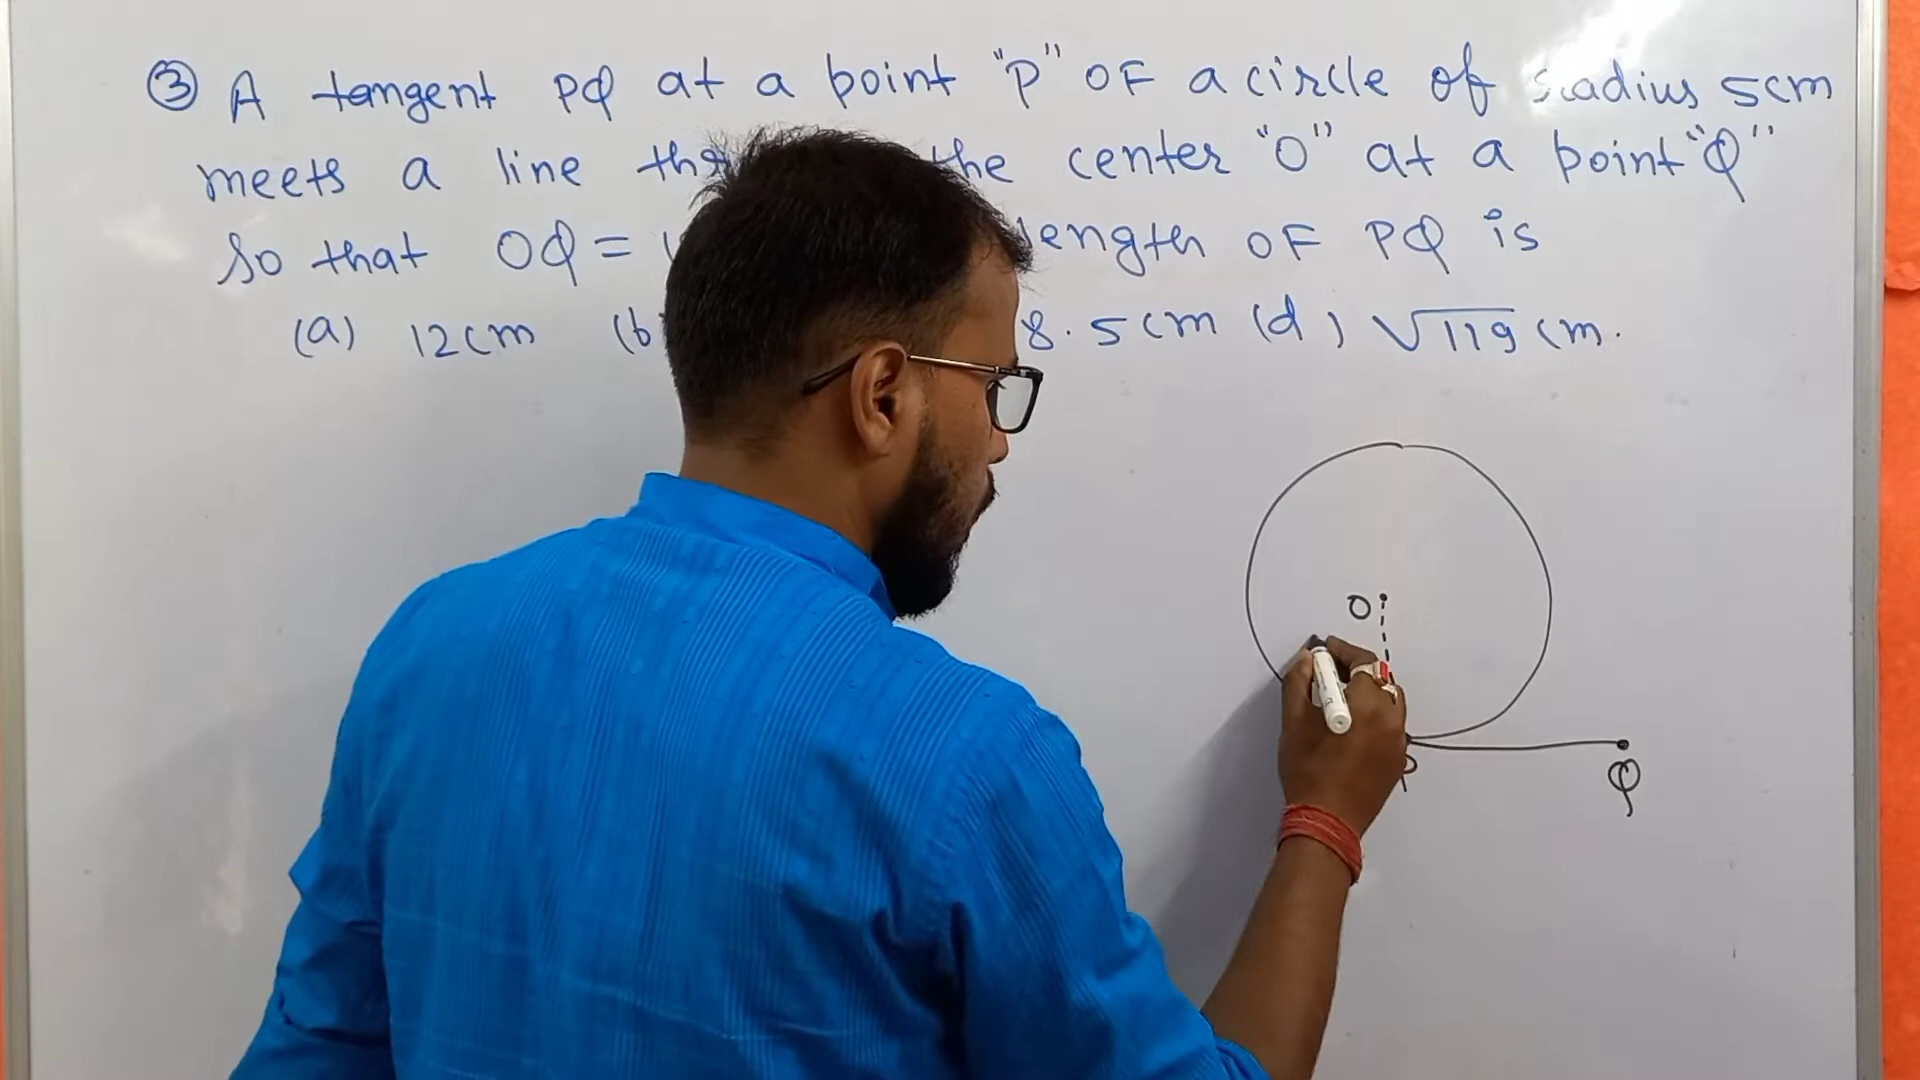 ③ A tangent PQ at a point "P" OF a circle of radius 5cm
meets a line the center "O" at a point "Q"
So that OQ = length OF PQ is
(a) 12cm (b 8.5cm (d) √119 cm.
O
P
Q